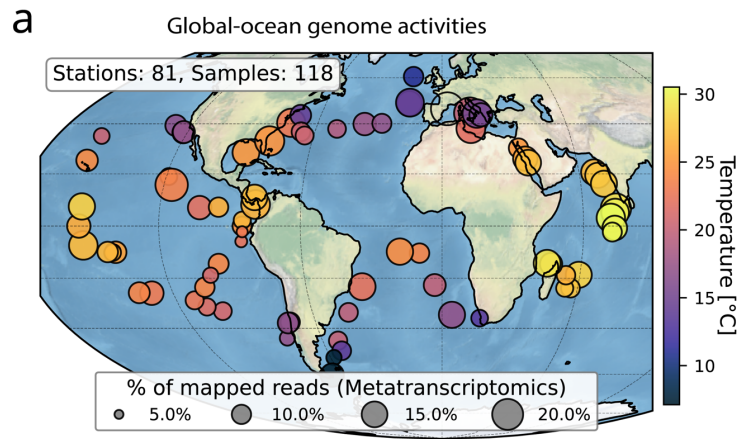 a
Global-ocean genome activities
Stations: 81, Samples: 118
30
25
20
15
10
Temperature [°C]
% of mapped reads (Metatranscriptomics)
5.0% 10.0% 15.0% 20.0%